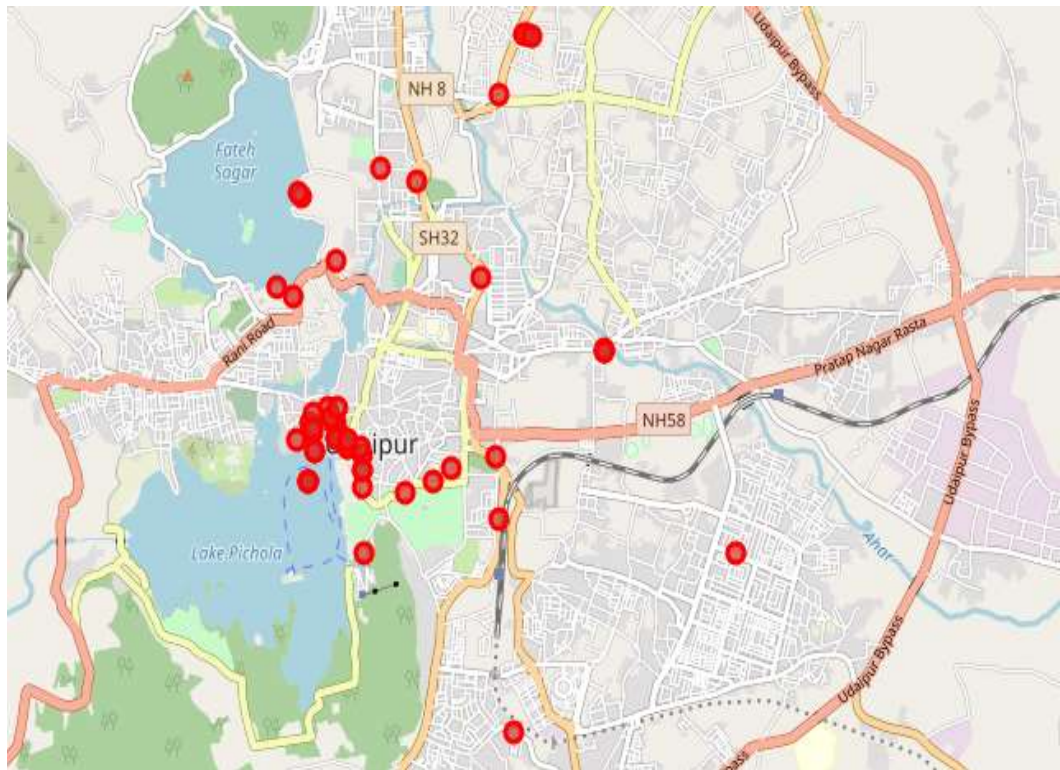 Udaipur Bypass
NH 8
Fateh
Sagar
SH32
Rani Road
Pratap Nagar Rasta
NH58
Udaipur Bypass
Lake Pichola
Ahar
Udaipur Bypass